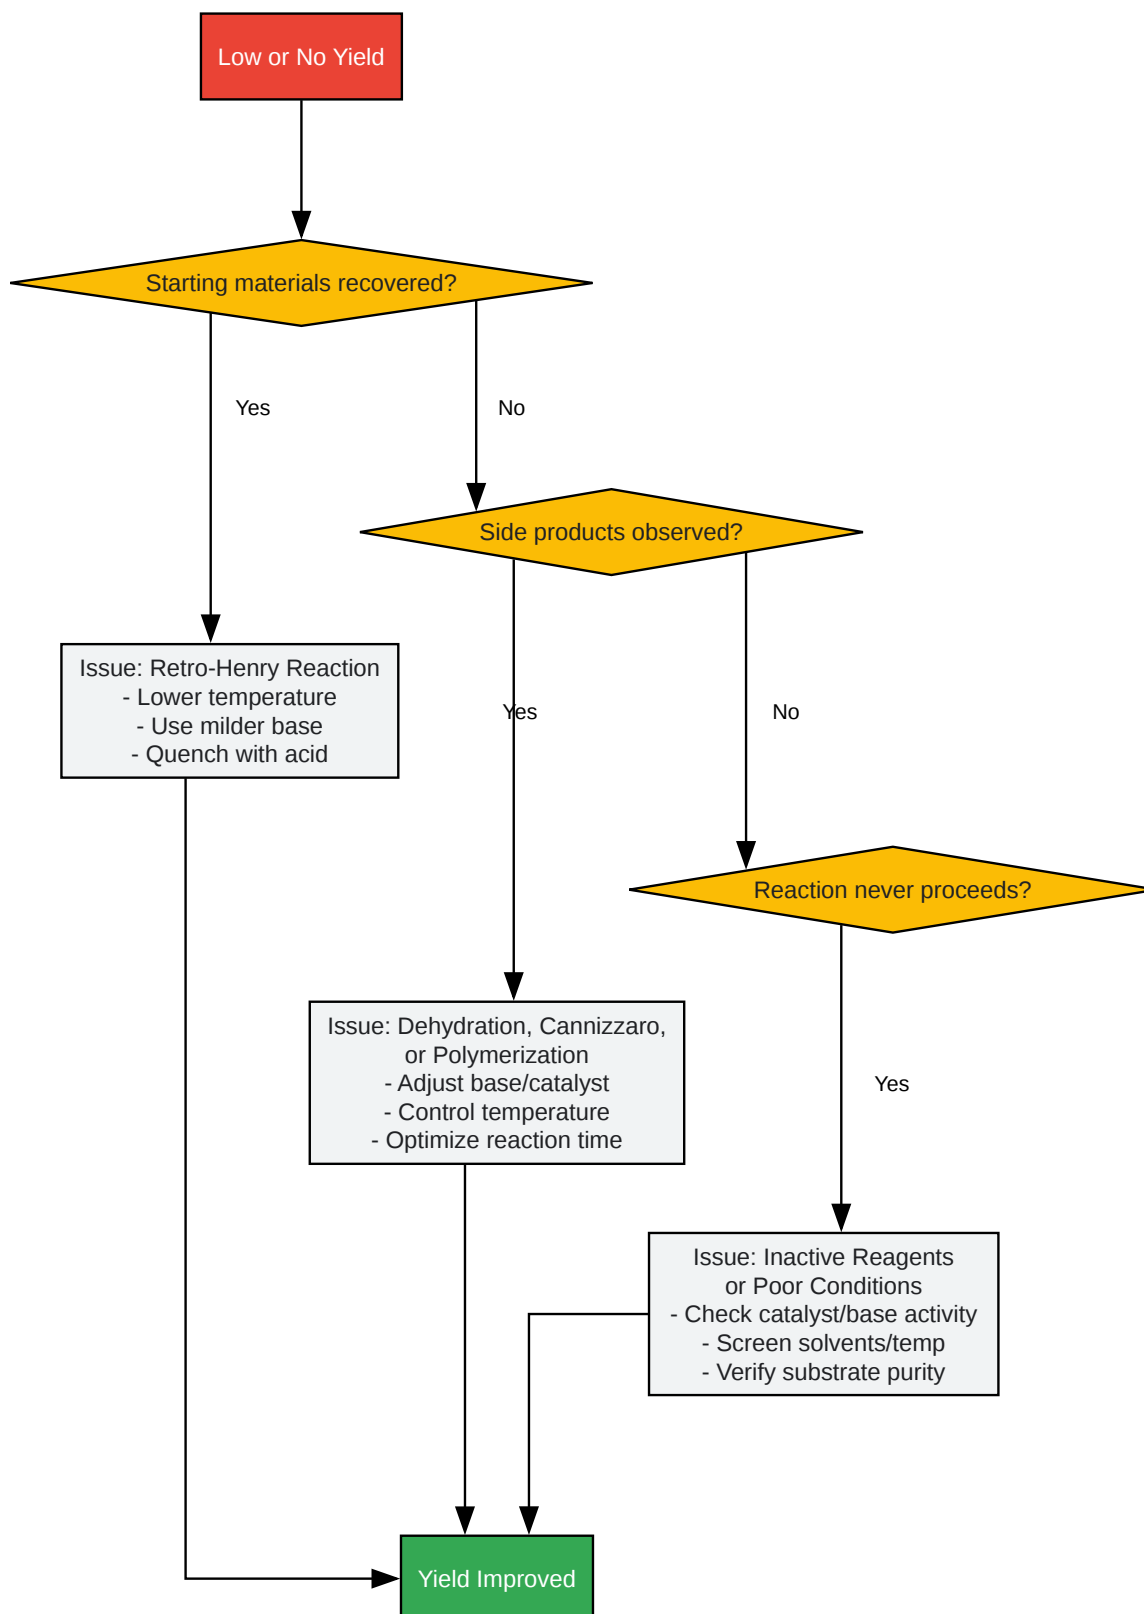 Low or No Yield
Starting materials recovered?
Yes
No
Side products observed?
Issue: Retro-Henry Reaction
- Lower temperature
- Use milder base
- Quench with acid
Yes
No
Reaction never proceeds?
Issue: Dehydration, Cannizzaro,
or Polymerization
- Adjust base/catalyst
- Control temperature
- Optimize reaction time
Yes
Issue: Inactive Reagents
or Poor Conditions
- Check catalyst/base activity
- Screen solvents/temp
- Verify substrate purity
Yield Improved